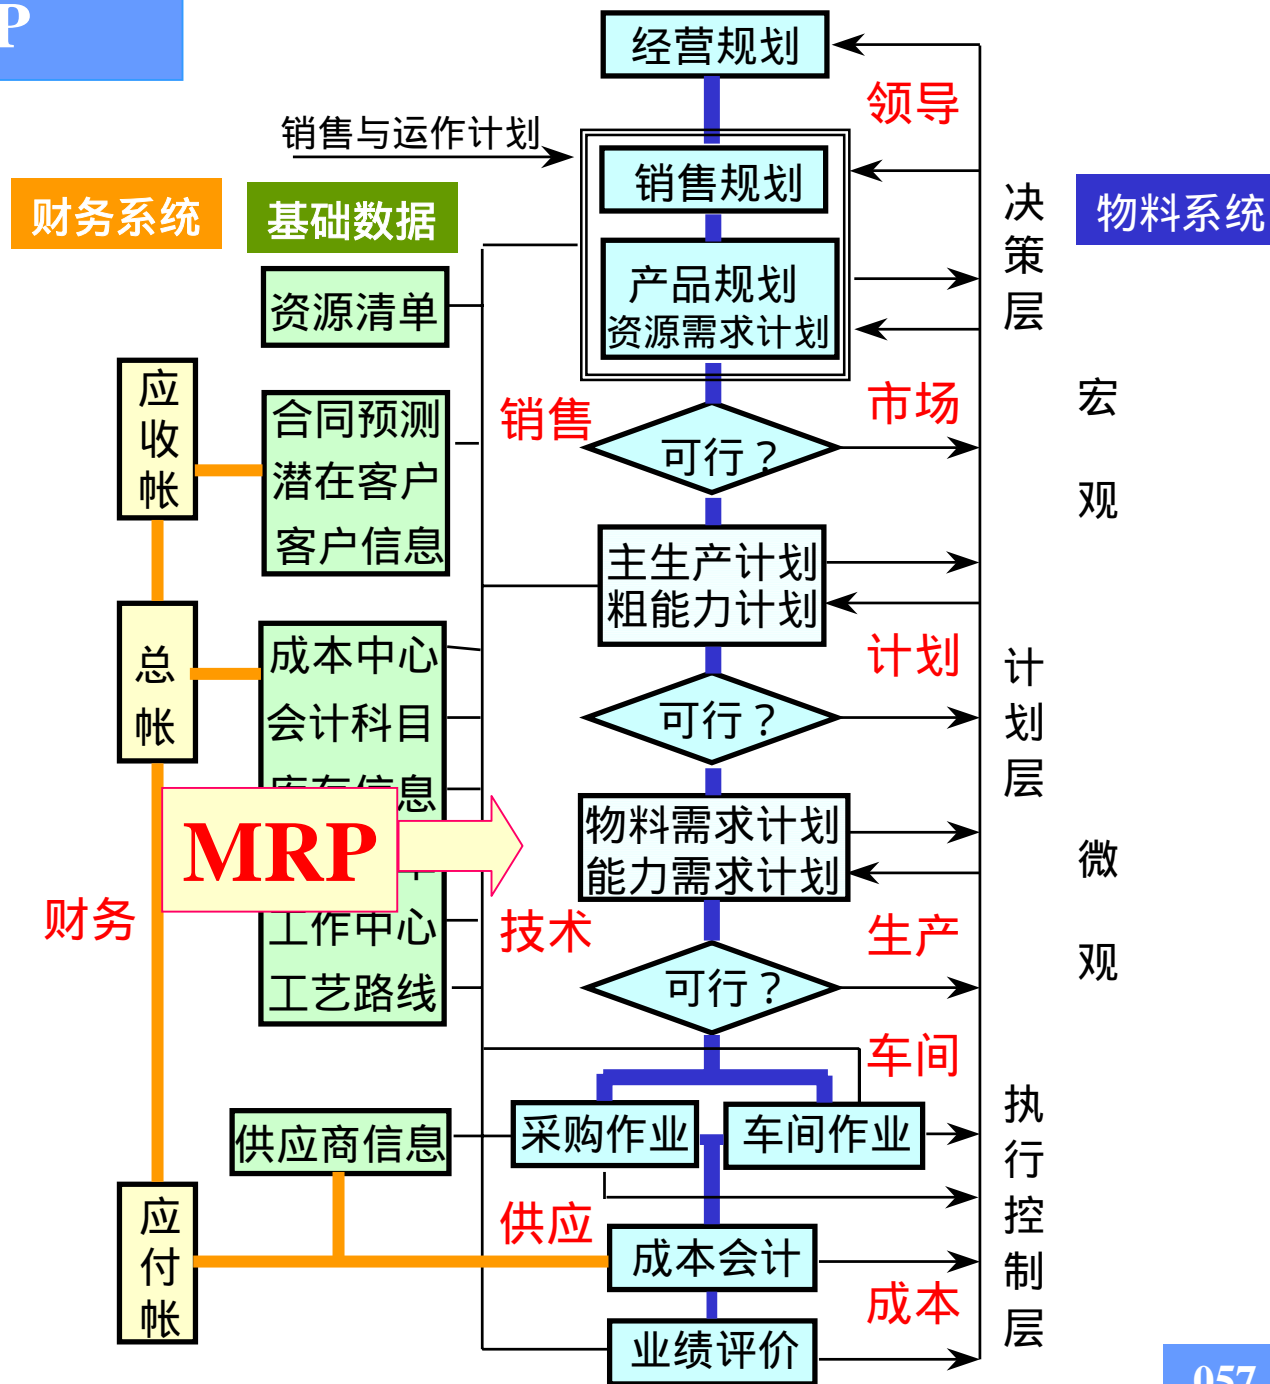 P
经营规划
领导
销售与运作计划
销售规划
财务系统
基础数据
物料系统
产品规划
资源需求计划
资源清单
决策层
应收帐
合同预测
潜在客户
客户信息
销售
市场
可行？
宏观
主生产计划
粗能力计划
总帐
成本中心
会计科目
库存信息
计划
可行？
计划层
MRP
物料需求计划
能力需求计划
微观
财务
工作中心
工艺路线
技术
生产
可行？
车间
供应商信息
采购作业
车间作业
执行控制层
应付帐
供应
成本会计
成本
业绩评价
057